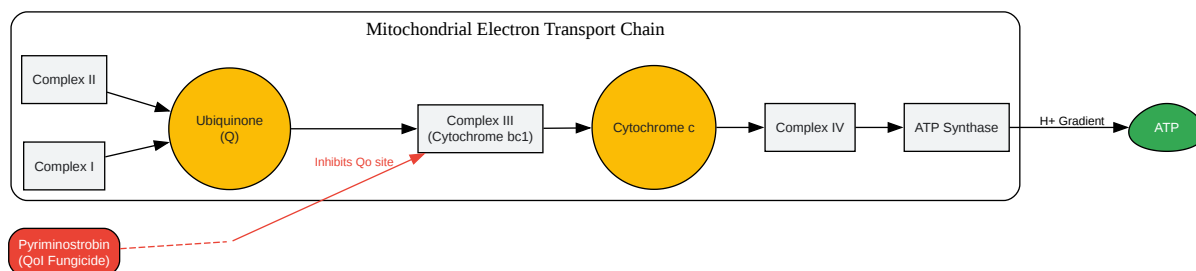 Mitochondrial Electron Transport Chain
Complex II
Complex I
Ubiquinone
(Q)
Complex III
(Cytochrome bc1)
Cytochrome c
Complex IV
ATP Synthase
H+ Gradient
ATP
Inhibits Qo site
Pyriminostrobin
(QoI Fungicide)